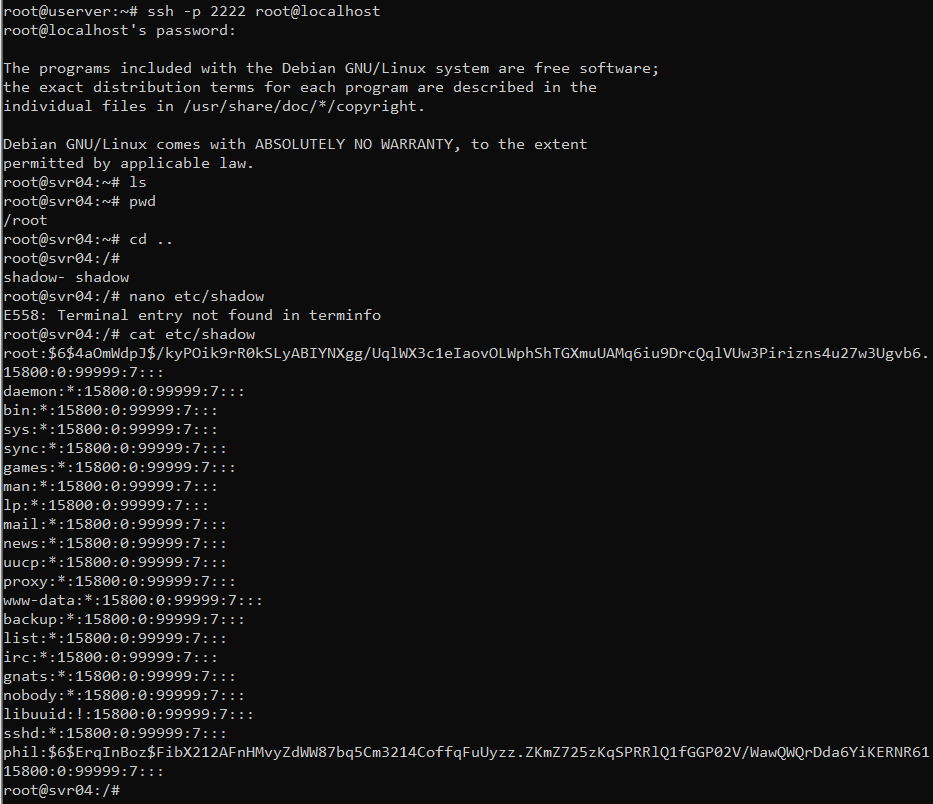 root@userver:~# ssh -p 2222 root@localhost
root@localhost's password:
The programs included with the Debian GNU/Linux system are free software;
the exact distribution terms for each program are described in the
individual files in /usr/share/doc/*/copyright.
Debian GNU/Linux comes with ABSOLUTELY NO WARRANTY, to the extent
permitted by applicable law.
root@svr04:~# ls
root@svr04:~# pwd
/root
root@svr04:~# cd ..
root@svr04:/#
shadow- shadow
root@svr04:/# nano etc/shadow
E558: Terminal entry not found in terminfo
root@svr04:/# cat etc/shadow
root:$6$4aOmWdpJ$/kyPOik9rR0kSLyABIYNXgg/UqlWX3c1eIaovOLWphShTGXmuUAMq6iu9DrcQqlVUw3Pirizns4u27w3Ugvb6.
15800:0:99999:7:::
daemon:*:15800:0:99999:7:::
bin:*:15800:0:99999:7:::
sys:*:15800:0:99999:7:::
sync:*:15800:0:99999:7:::
games:*:15800:0:99999:7:::
man:*:15800:0:99999:7:::
lp:*:15800:0:99999:7:::
mail:*:15800:0:99999:7:::
news:*:15800:0:99999:7:::
uucp:*:15800:0:99999:7:::
proxy:*:15800:0:99999:7:::
www-data:*:15800:0:99999:7:::
backup:*:15800:0:99999:7:::
list:*:15800:0:99999:7:::
irc:*:15800:0:99999:7:::
gnats:*:15800:0:99999:7:::
nobody:*:15800:0:99999:7:::
libuuid:!:15800:0:99999:7:::
sshd:*:15800:0:99999:7:::
phil:$6$ErqInBoz$FibX212AFnHMvyZdWW87bq5Cm3214CoffqFuUyzz.ZKmZ725zKqSPRRlQ1fGGP02V/WawQWQrDda6YiKERNR61
15800:0:99999:7:::
root@svr04:/#